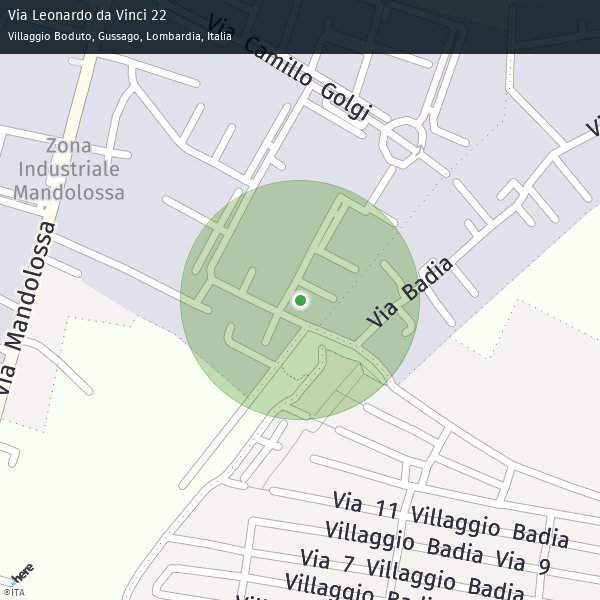 Via Leonardo da Vinci 22
Villaggio Boduto, Gussago, Lombardia, Italia
Via Camillo Golgi
Zona
Industriale
Mandolossa
Via Mandolossa
Via Badia
Via 11 Villaggio Badia
Villaggio Badia Via 9
Via 7 Villaggio Badia
Villaggio
here
©ITA